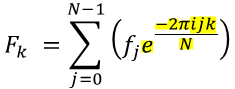 F_k = \sum_{j=0}^{N-1} \left( f_j e^{\frac{-2\pi ijk}{N}} \right)